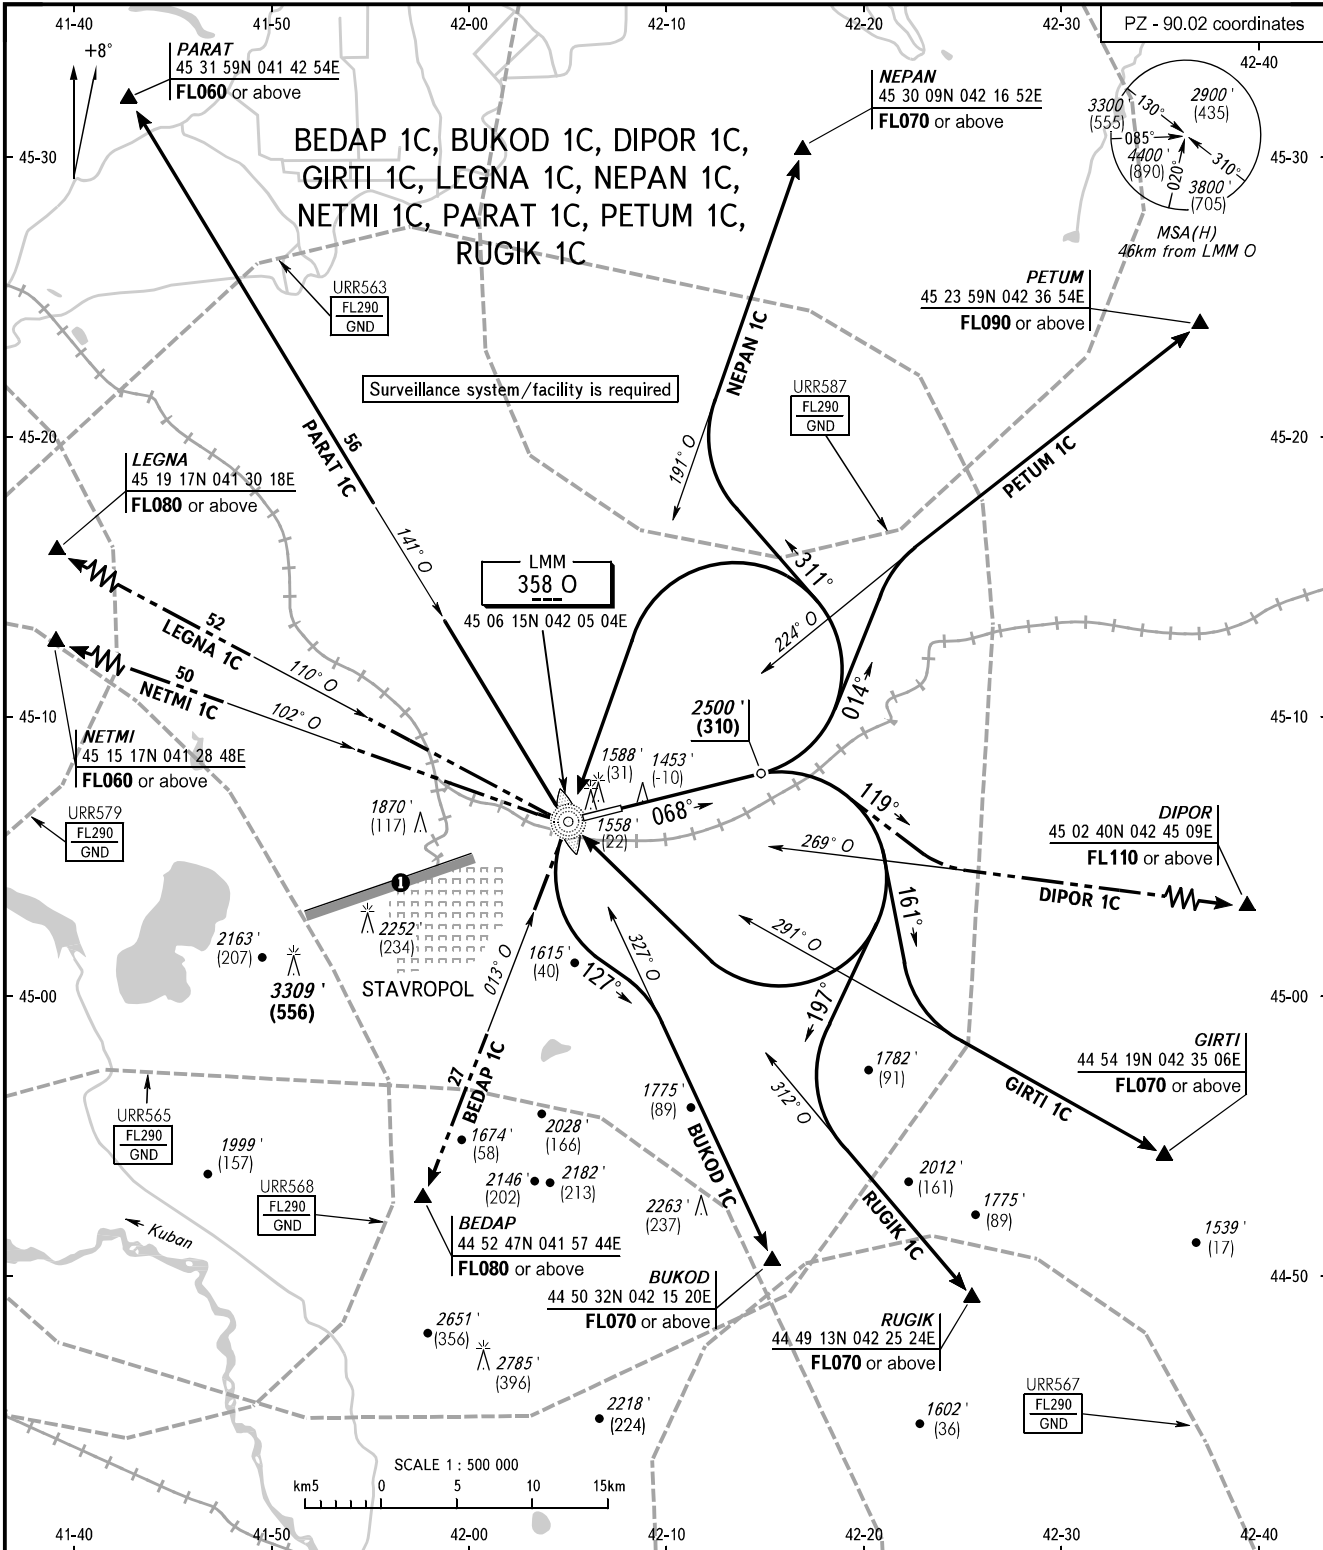 41-40
41-50
42-00
42-10
42-20
42-30
PZ - 90.02 coordinates
42-40
+8°
PARAT
45 31 59N 041 42 54E
FL060 or above
NEPAN
45 30 09N 042 16 52E
FL070 or above
3300'
(555)
130°
2900'
(435)
085°
4400'
(890)
310°
020°
3800'
(705)
MSA(H)
46km from LMM O
45-30
45-30
BEDAP 1C, BUKOD 1C, DIPOR 1C,
GIRTI 1C, LEGNA 1C, NEPAN 1C,
NETMI 1C, PARAT 1C, PETUM 1C,
RUGIK 1C
URR563
FL290
GND
PETUM
45 23 59N 042 36 54E
FL090 or above
NEPAN 1C
Surveillance system/facility is required
URR587
FL290
GND
45-20
45-20
56
PARAT 1C
191° O
PETUM 1C
LEGNA
45 19 17N 041 30 18E
FL080 or above
141° O
LMM
358 O
45 06 15N 042 05 04E
311°
224° O
52
LEGNA 1C
110° O
50
NETMI 1C
102° O
014°
45-10
45-10
2500'
(310)
NETMI
45 15 17N 041 28 48E
FL060 or above
1588'
(31)
1453'
(-10)
068°
1558'
(22)
119°
URR579
FL290
GND
1870'
(117)
269° O
DIPOR
45 02 40N 042 45 09E
FL110 or above
DIPOR 1C
1
161°
2252'
(234)
2163'
(207)
3309'
(556)
STAVROPOL
013° O
1615'
(40)
127°
327° O
291° O
197°
45-00
45-00
27
BEDAP 1C
1775'
(89)
BUKOD 1C
312° O
1782'
(91)
GIRTI 1C
GIRTI
44 54 19N 042 35 06E
FL070 or above
URR565
FL290
GND
1999'
(157)
1674'
(58)
2028'
(166)
2146'
(202)
2182'
(213)
2263'
(237)
RUGIK 1C
2012'
(161)
1775'
(89)
1539'
(17)
URR568
FL290
GND
Kuban
BEDAP
44 52 47N 041 57 44E
FL080 or above
BUKOD
44 50 32N 042 15 20E
FL070 or above
44-50
RUGIK
44 49 13N 042 25 24E
FL070 or above
2651'
(356)
2785'
(396)
2218'
(224)
1602'
(36)
URR567
FL290
GND
SCALE 1 : 500 000
km5
0
5
10
15km
41-40
41-50
42-00
42-10
42-20
42-30
42-40